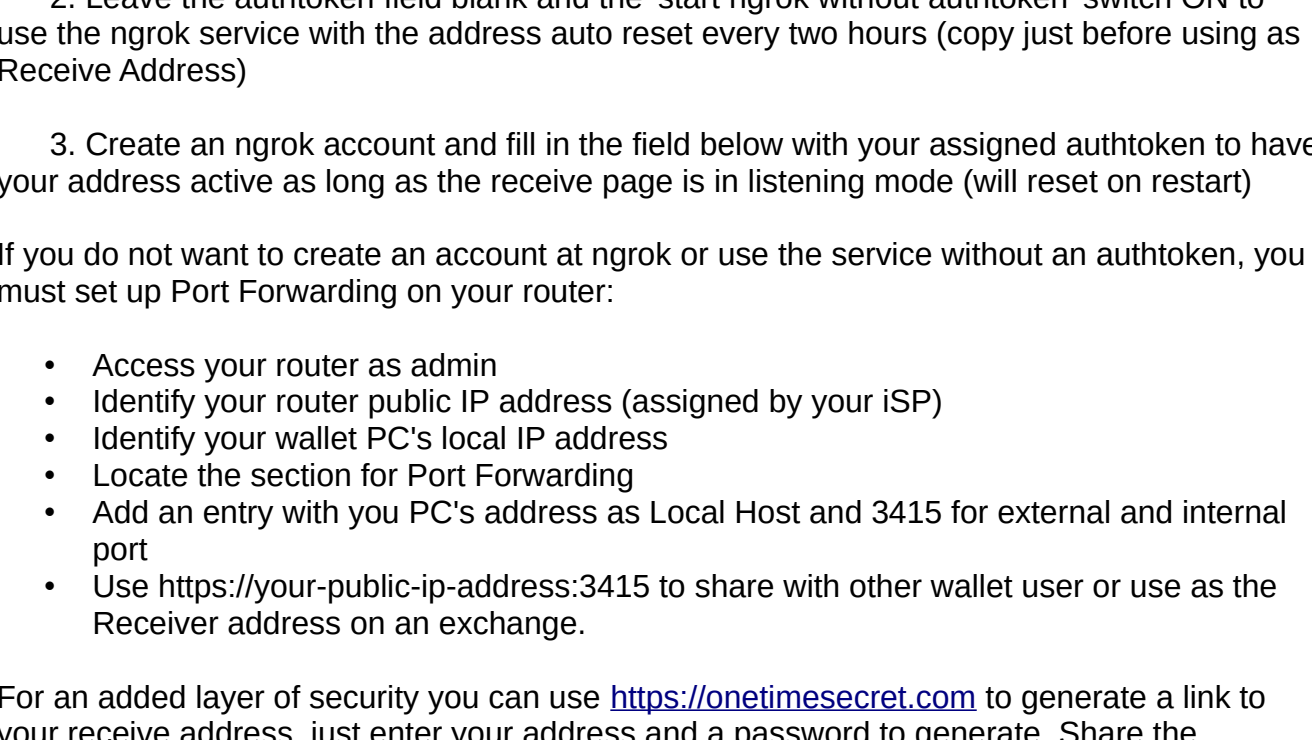 2. Leave the authtoken field blank and the 'start ngrok without authtoken' switch ON to
use the ngrok service with the address auto reset every two hours (copy just before using as
Receive Address)
3. Create an ngrok account and fill in the field below with your assigned authtoken to have
your address active as long as the receive page is in listening mode (will reset on restart)
If you do not want to create an account at ngrok or use the service without an authtoken, you
must set up Port Forwarding on your router:
• Access your router as admin
• Identify your router public IP address (assigned by your iSP)
• Identify your wallet PC's local IP address
• Locate the section for Port Forwarding
• Add an entry with you PC's address as Local Host and 3415 for external and internal
port
• Use https://your-public-ip-address:3415 to share with other wallet user or use as the
Receiver address on an exchange.
For an added layer of security you can use https://onetimesecret.com to generate a link to
your receive address, just enter your address and a password to generate. Share the